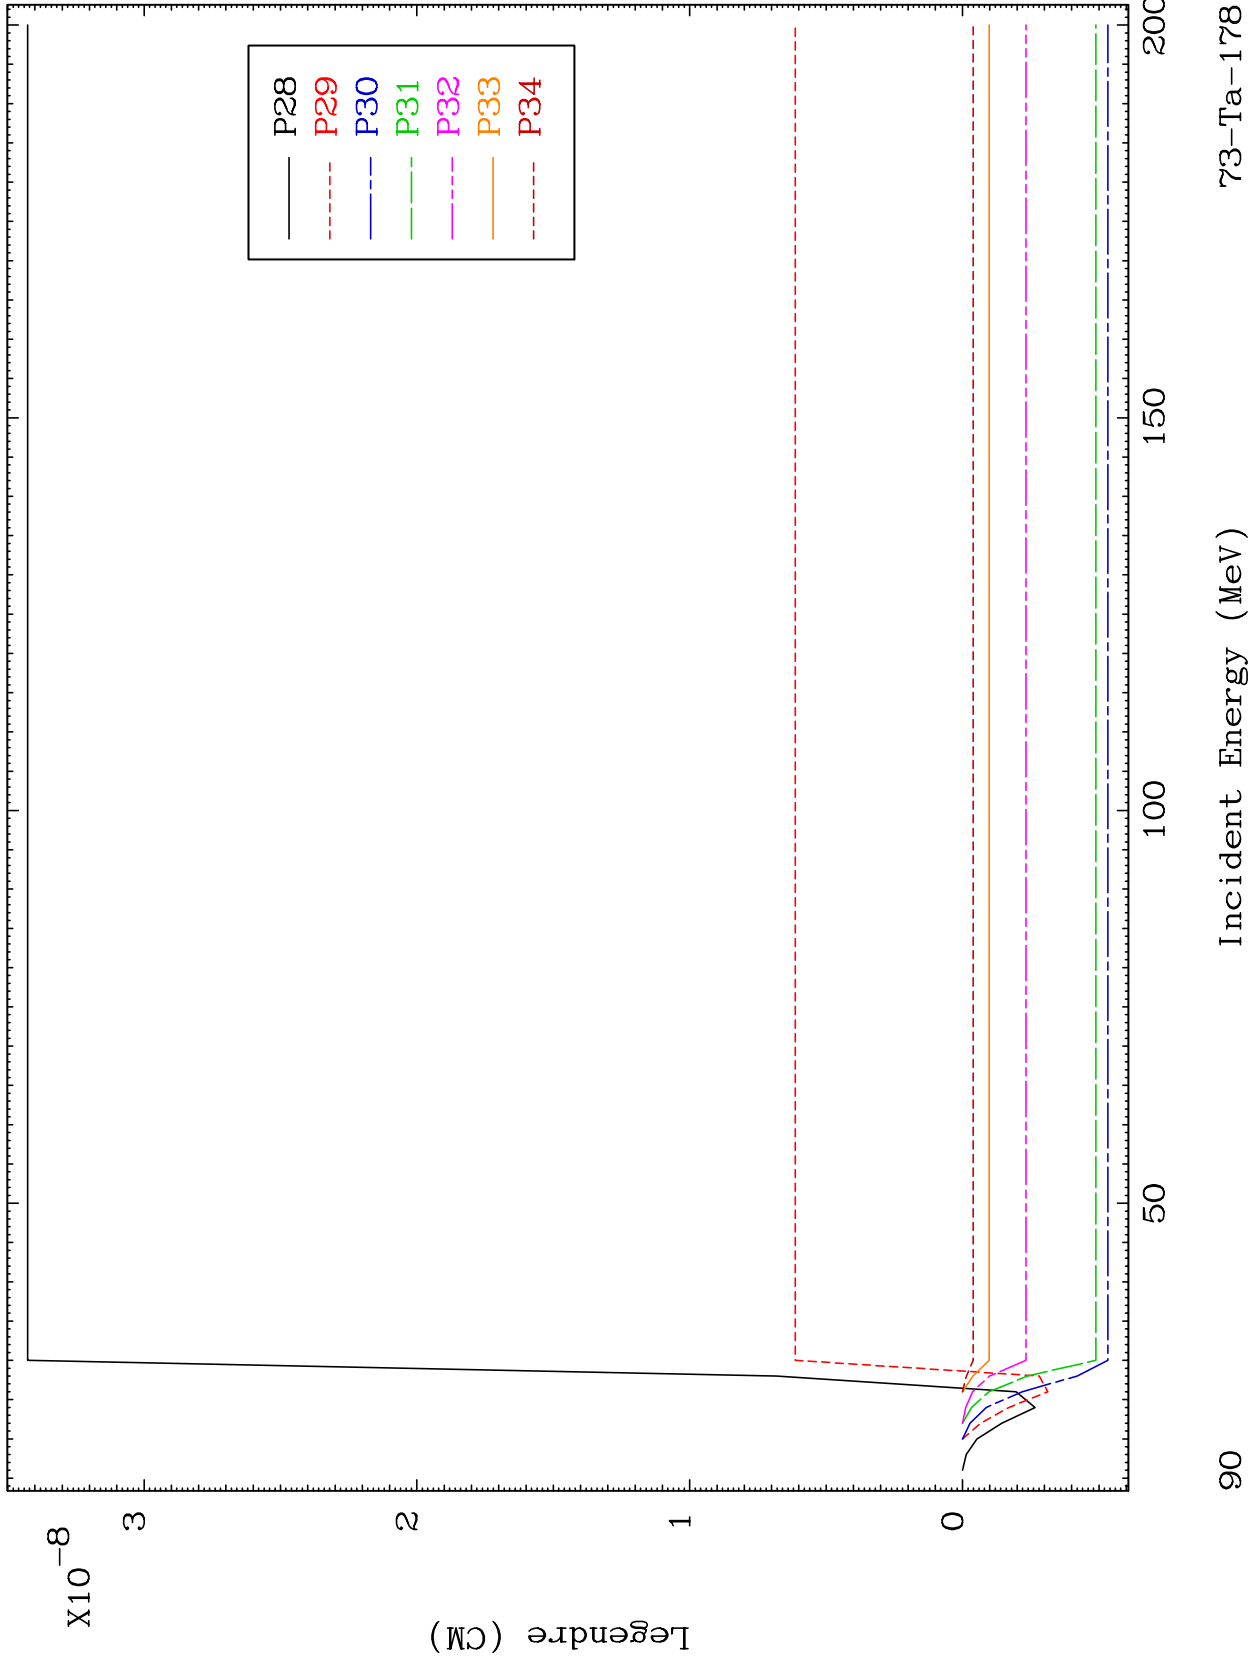 X10-8
3
2
1
0
Legendre (CM)
P28
P29
P30
P31
P32
P33
P34
50
100
150
200
90
Incident Energy (MeV)
73-Ta-178